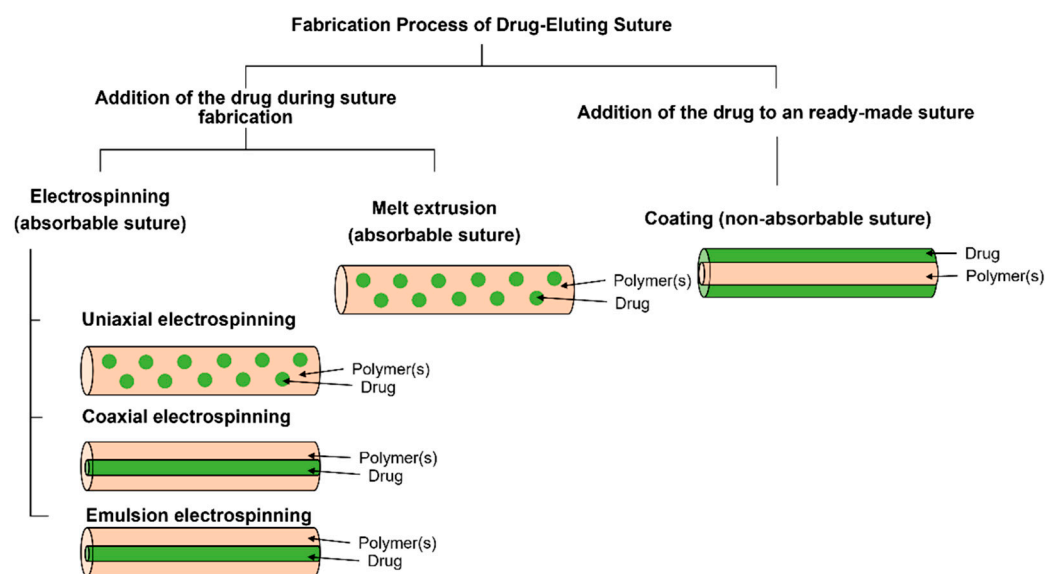 Fabrication Process of Drug-Eluting Suture
Addition of the drug during suture
fabrication
Addition of the drug to an ready-made suture
Electrospinning
(absorbable suture)
Melt extrusion
(absorbable suture)
Coating (non-absorbable suture)
Drug
Polymer(s)
Polymer(s)
Drug
Uniaxial electrospinning
Polymer(s)
Drug
Coaxial electrospinning
Polymer(s)
Drug
Emulsion electrospinning
Polymer(s)
Drug